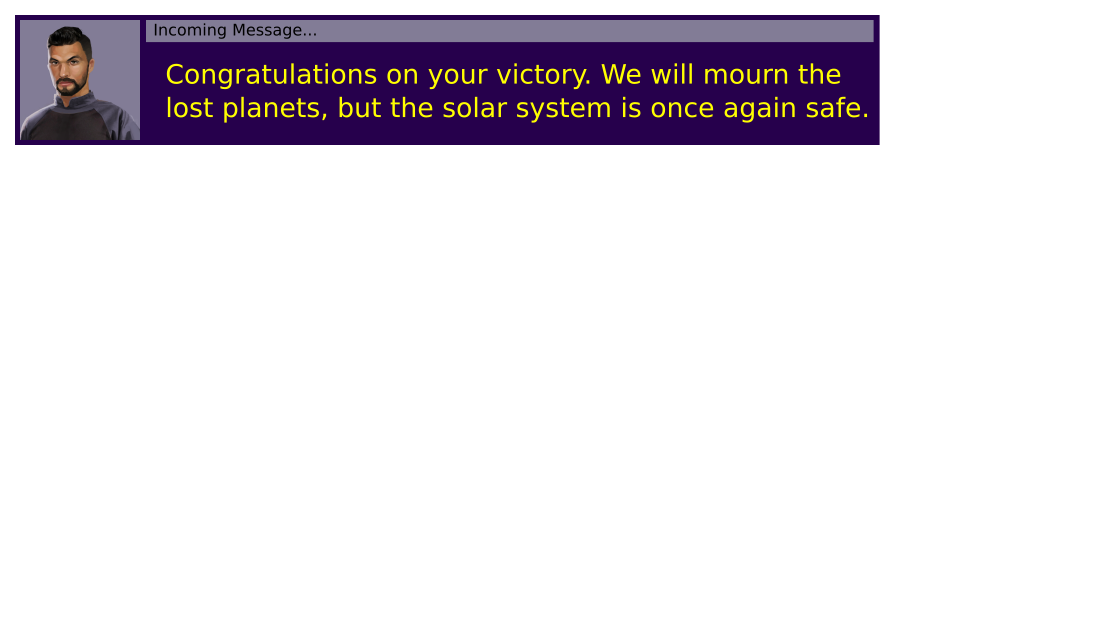 Incoming Message...
Congratulations on your victory. We will mourn the
lost planets, but the solar system is once again safe.